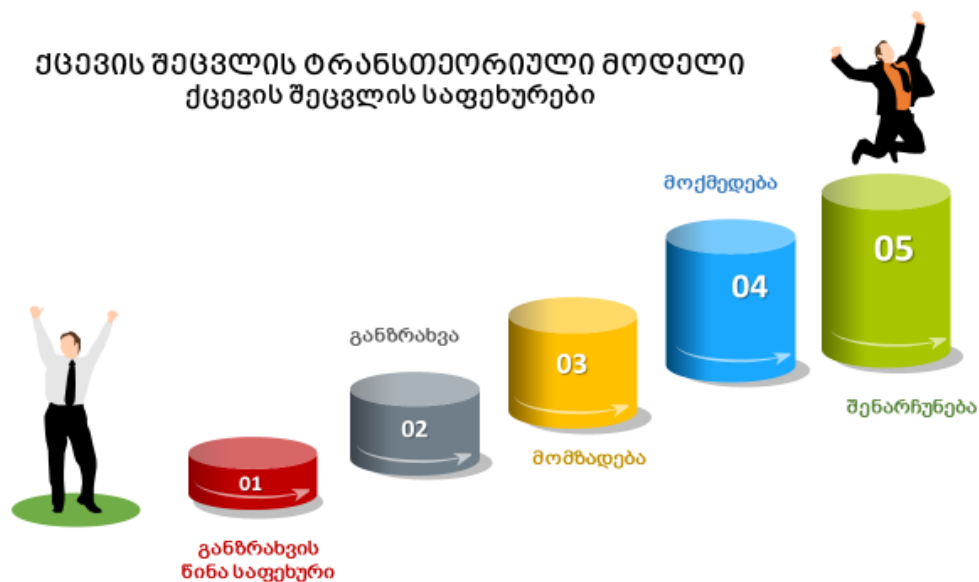 ქცევის შეცვლის ტრანსთეორიული მოდელი
ქცევის შეცვლის საფეხურები
01
განზრახვის
წინა საფეხური
განზრახვა
02
03
მომზადება
მოქმედება
04
05
შენარჩუნება